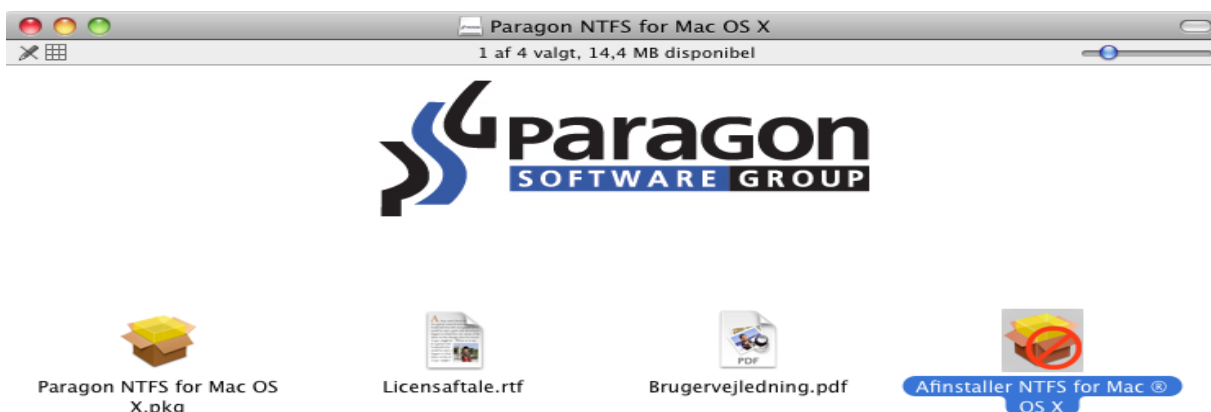 Paragon NTFS for Mac OS X
1 af 4 valgt, 14,4 MB disponibel
Paragon
SOFTWARE GROUP
PDF
Paragon NTFS for Mac OS
X.pkg
Licensaftale.rtf
Brugervejledning.pdf
Afinstaller NTFS for Mac ®
OS X